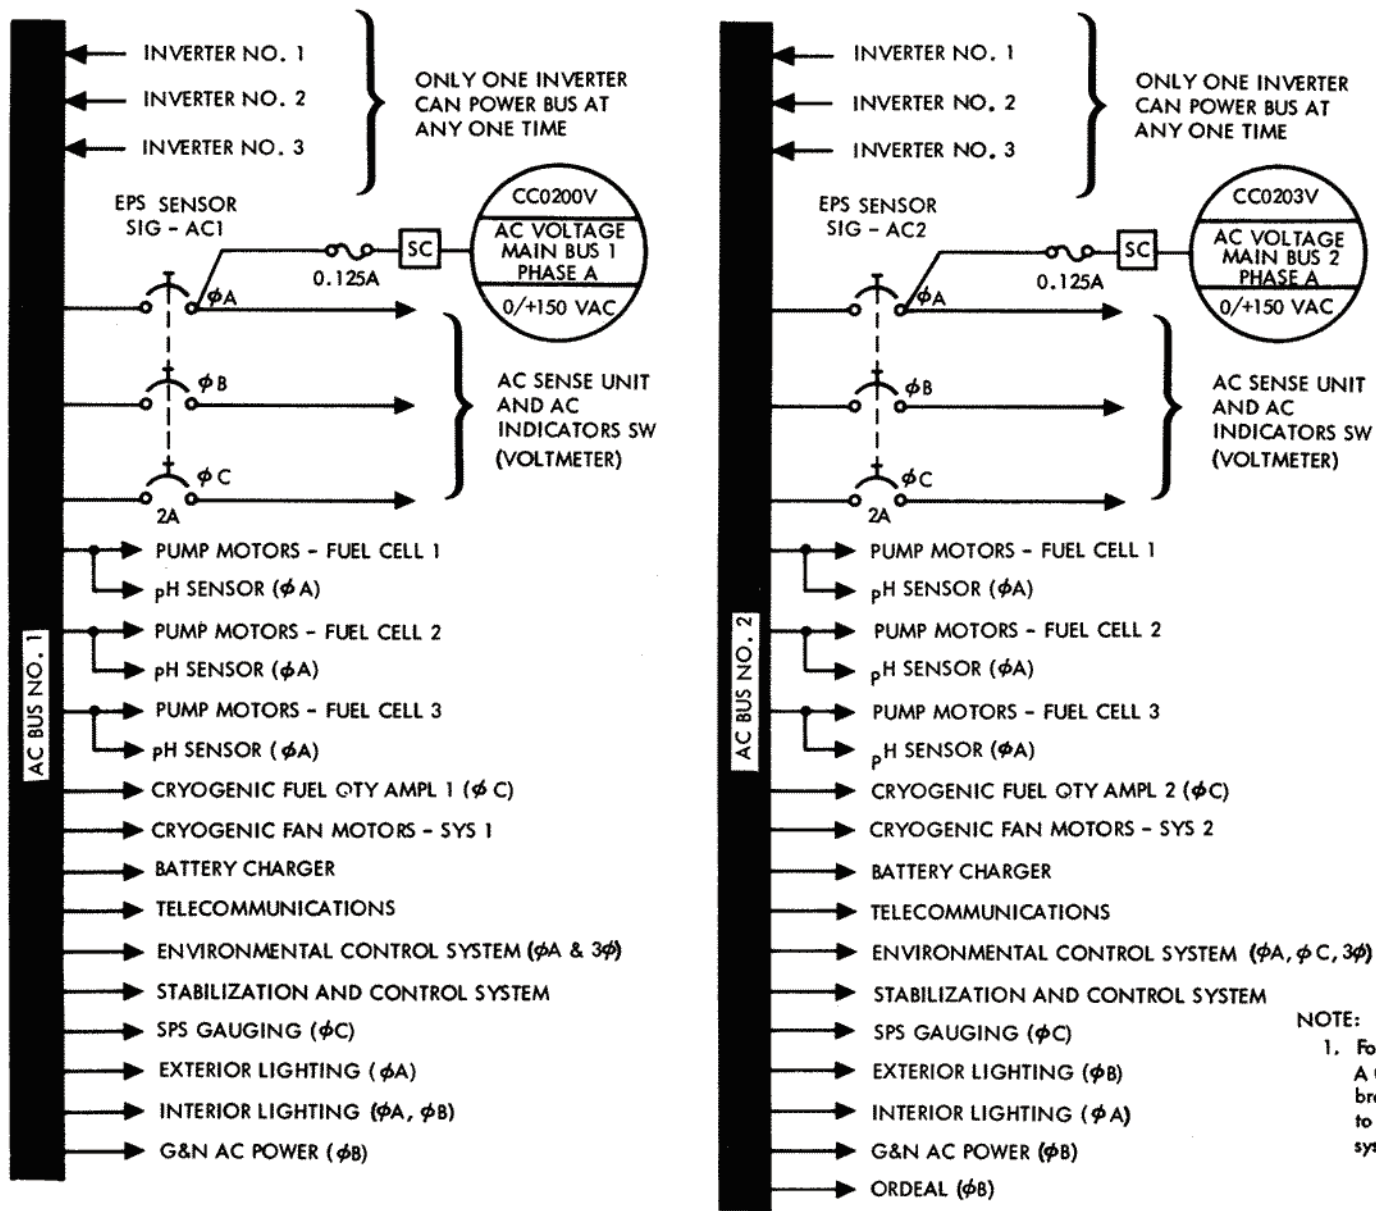 INVERTER NO. 1
INVERTER NO. 2
INVERTER NO. 3
ONLY ONE INVERTER
CAN POWER BUS AT
ANY ONE TIME
EPS SENSOR
SIG - AC1
0.125A
SC
CC0200V
AC VOLTAGE
MAIN BUS 1
PHASE A
0/+150 VAC
ϕA
ϕB
ϕC
2A
AC SENSE UNIT
AND AC
INDICATORS SW
(VOLTMETER)
AC BUS NO. 1
PUMP MOTORS - FUEL CELL 1
pH SENSOR (ϕA)
PUMP MOTORS - FUEL CELL 2
pH SENSOR (ϕA)
PUMP MOTORS - FUEL CELL 3
pH SENSOR (ϕA)
CRYOGENIC FUEL QTY AMPL 1 (ϕC)
CRYOGENIC FAN MOTORS - SYS 1
BATTERY CHARGER
TELECOMMUNICATIONS
ENVIRONMENTAL CONTROL SYSTEM (ϕA & 3ϕ)
STABILIZATION AND CONTROL SYSTEM
SPS GAUGING (ϕC)
EXTERIOR LIGHTING (ϕA)
INTERIOR LIGHTING (ϕA, ϕB)
G&N AC POWER (ϕB)
INVERTER NO. 1
INVERTER NO. 2
INVERTER NO. 3
ONLY ONE INVERTER
CAN POWER BUS AT
ANY ONE TIME
EPS SENSOR
SIG - AC2
0.125A
SC
CC0203V
AC VOLTAGE
MAIN BUS 2
PHASE A
0/+150 VAC
ϕA
ϕB
ϕC
2A
AC SENSE UNIT
AND AC
INDICATORS SW
(VOLTMETER)
AC BUS NO. 2
PUMP MOTORS - FUEL CELL 1
pH SENSOR (ϕA)
PUMP MOTORS - FUEL CELL 2
pH SENSOR (ϕA)
PUMP MOTORS - FUEL CELL 3
pH SENSOR (ϕA)
CRYOGENIC FUEL QTY AMPL 2 (ϕC)
CRYOGENIC FAN MOTORS - SYS 2
BATTERY CHARGER
TELECOMMUNICATIONS
ENVIRONMENTAL CONTROL SYSTEM (ϕA, ϕC, 3ϕ)
STABILIZATION AND CONTROL SYSTEM
SPS GAUGING (ϕC)
EXTERIOR LIGHTING (ϕB)
INTERIOR LIGHTING (ϕA)
G&N AC POWER (ϕB)
ORDEAL (ϕB)
NOTE:
1. Fo
A
bre
to
sys